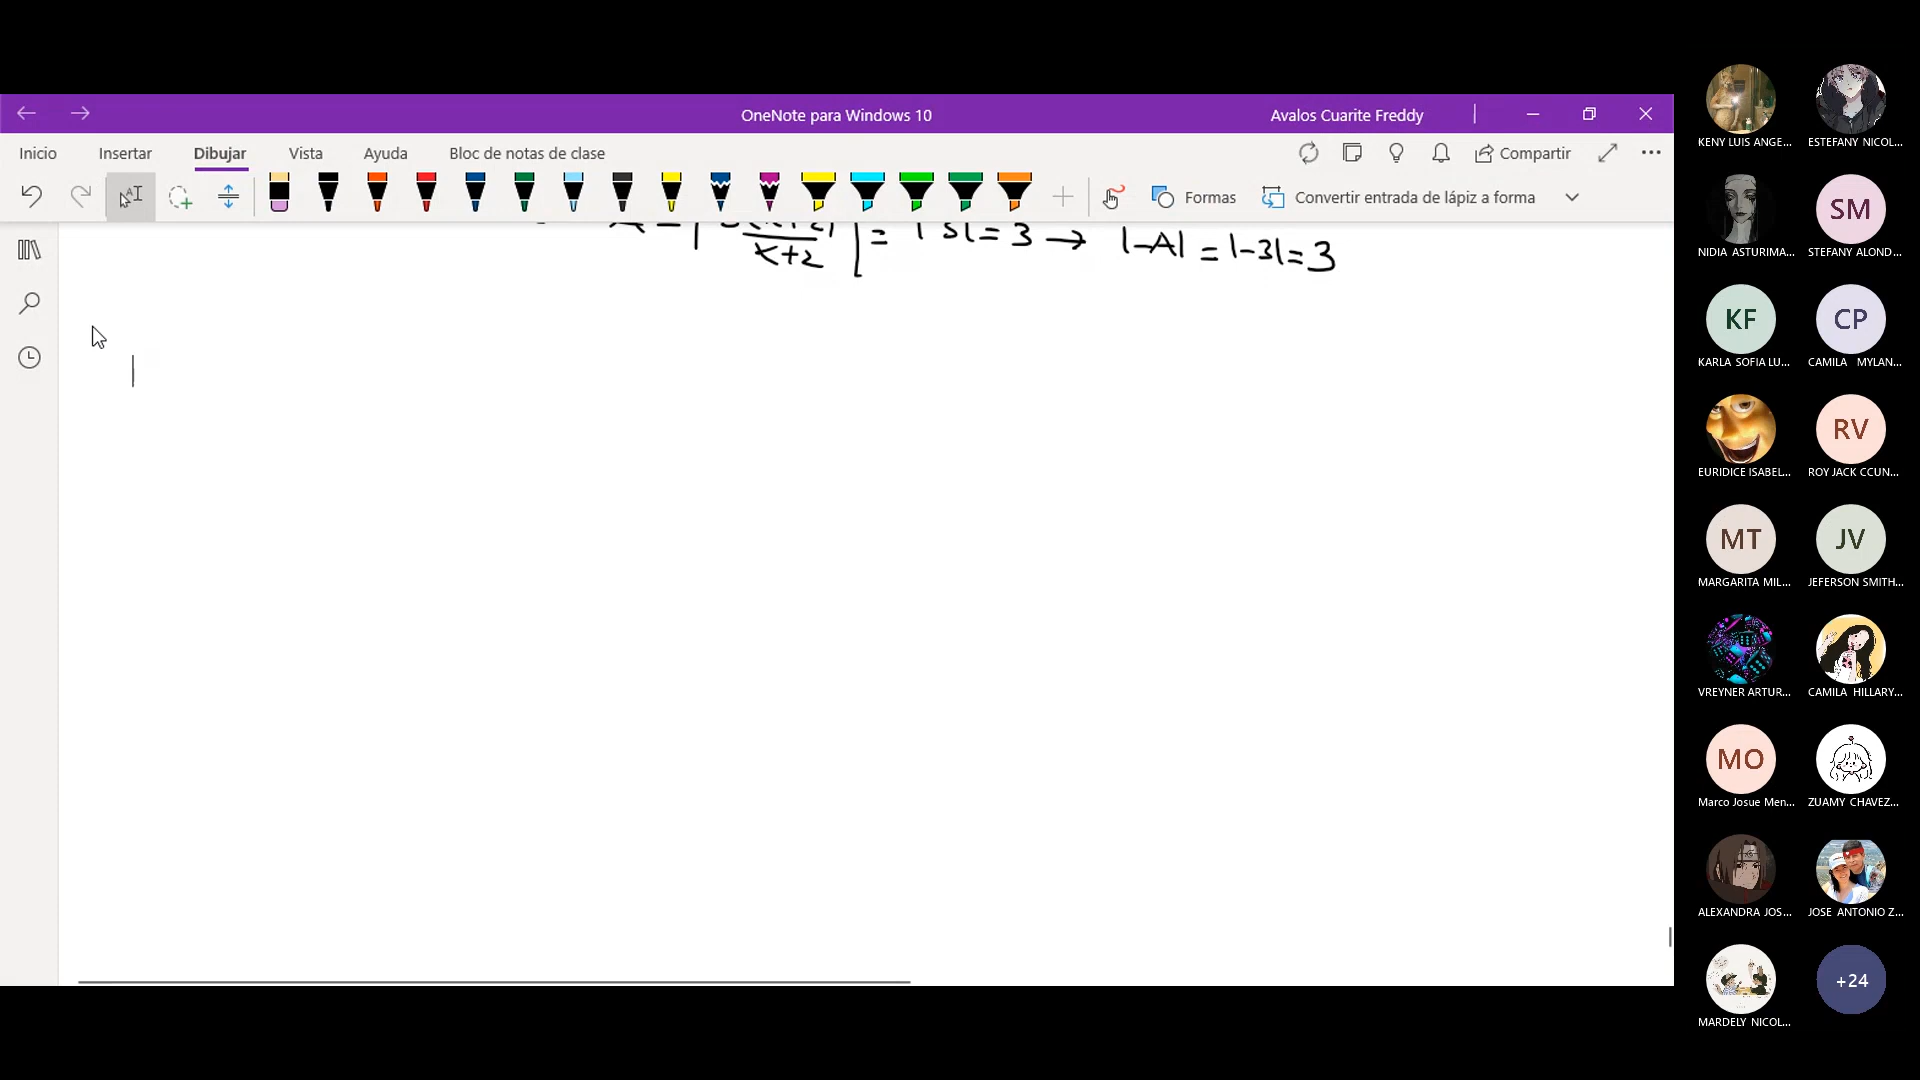 OneNote para Windows 10
Avalos Cuarite Freddy
Inicio Insertar Dibujar Vista Ayuda Bloc de notas de clase
Compartir
Formas
Convertir entrada de lápiz a forma
= 3 → |-A| = |-3| = 3
x+2
KENY LUIS ANGE...
ESTEFANY NICOL...
NIDIA ASTURIMA...
SM
STEFANY ALOND...
KF
KARLA SOFIA LU...
CP
CAMILA MYLAN...
EURIDICE ISABEL...
RV
ROY JACK CCUN...
MT
MARGARITA MIL...
JV
JEFERSON SMITH...
VREYNER ARTUR...
CAMILA HILLARY...
MO
Marco Josue Men...
ZUAMY CHAVEZ...
ALEXANDRA JOS...
JOSE ANTONIO Z...
MARDELY NICOL...
+24